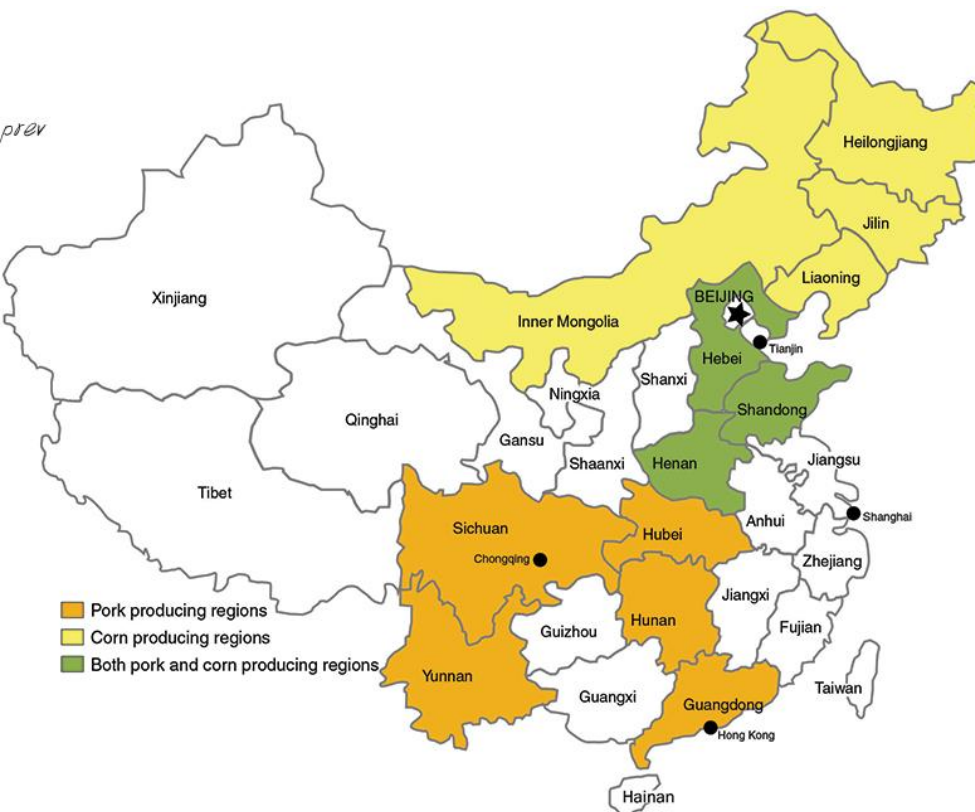 prev
Heilongjiang
Jilin
Liaoning
BEIJING
Xinjiang
Inner Mongolia
Tianjin
Hebei
Shanxi
Ningxia
Shandong
Qinghai
Gansu
Shaanxi
Henan
Jiangsu
Tibet
Shanghai
Anhui
Sichuan
Hubei
Chongqing
Zhejiang
Jiangxi
Pork producing regions
Corn producing regions
Both pork and corn producing regions
Guizhou
Hunan
Fujian
Yunnan
Taiwan
Guangxi
Guangdong
Hong Kong
Hainan